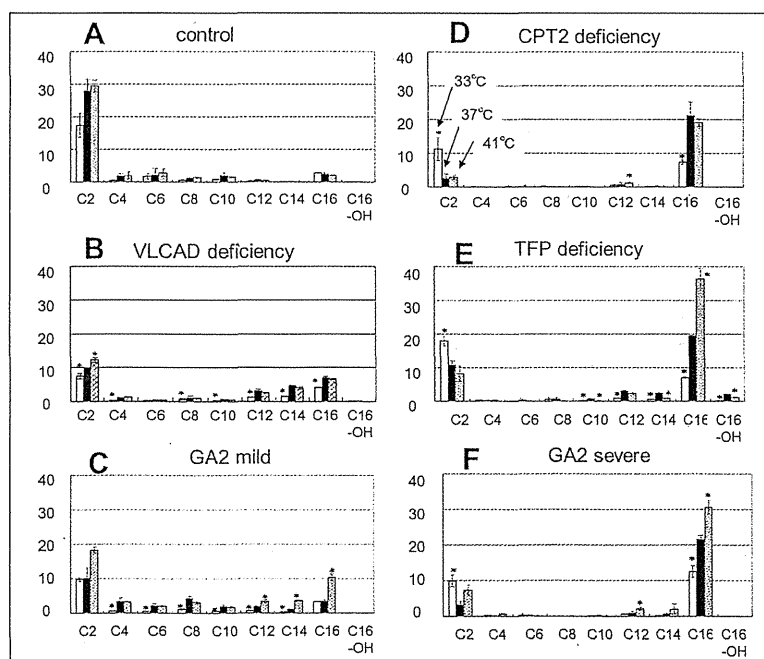 A
control
40
30
20
10
0
C2 C4 C6 C8 C10 C12 C14 C16 C16
-OH
B
VLCAD deficiency
40
30
20
10
0
* * * * * * * *
C2 C4 C6 C8 C10 C12 C14 C16 C16
-OH
C
GA2 mild
40
30
20
10
0
* * * * * * * * *
C2 C4 C6 C8 C10 C12 C14 C16 C16
-OH
D
CPT2 deficiency
40
30
20
10
0
33°C
37°C
41°C
* * *
C2 C4 C6 C8 C10 C12 C14 C16 C16
-OH
E
TFP deficiency
40
30
20
10
0
* * * * * * * * * *
C2 C4 C6 C8 C10 C12 C14 C16 C16
-OH
F
GA2 severe
40
30
20
10
0
* * * *
C2 C4 C6 C8 C10 C12 C14 C16 C16
-OH